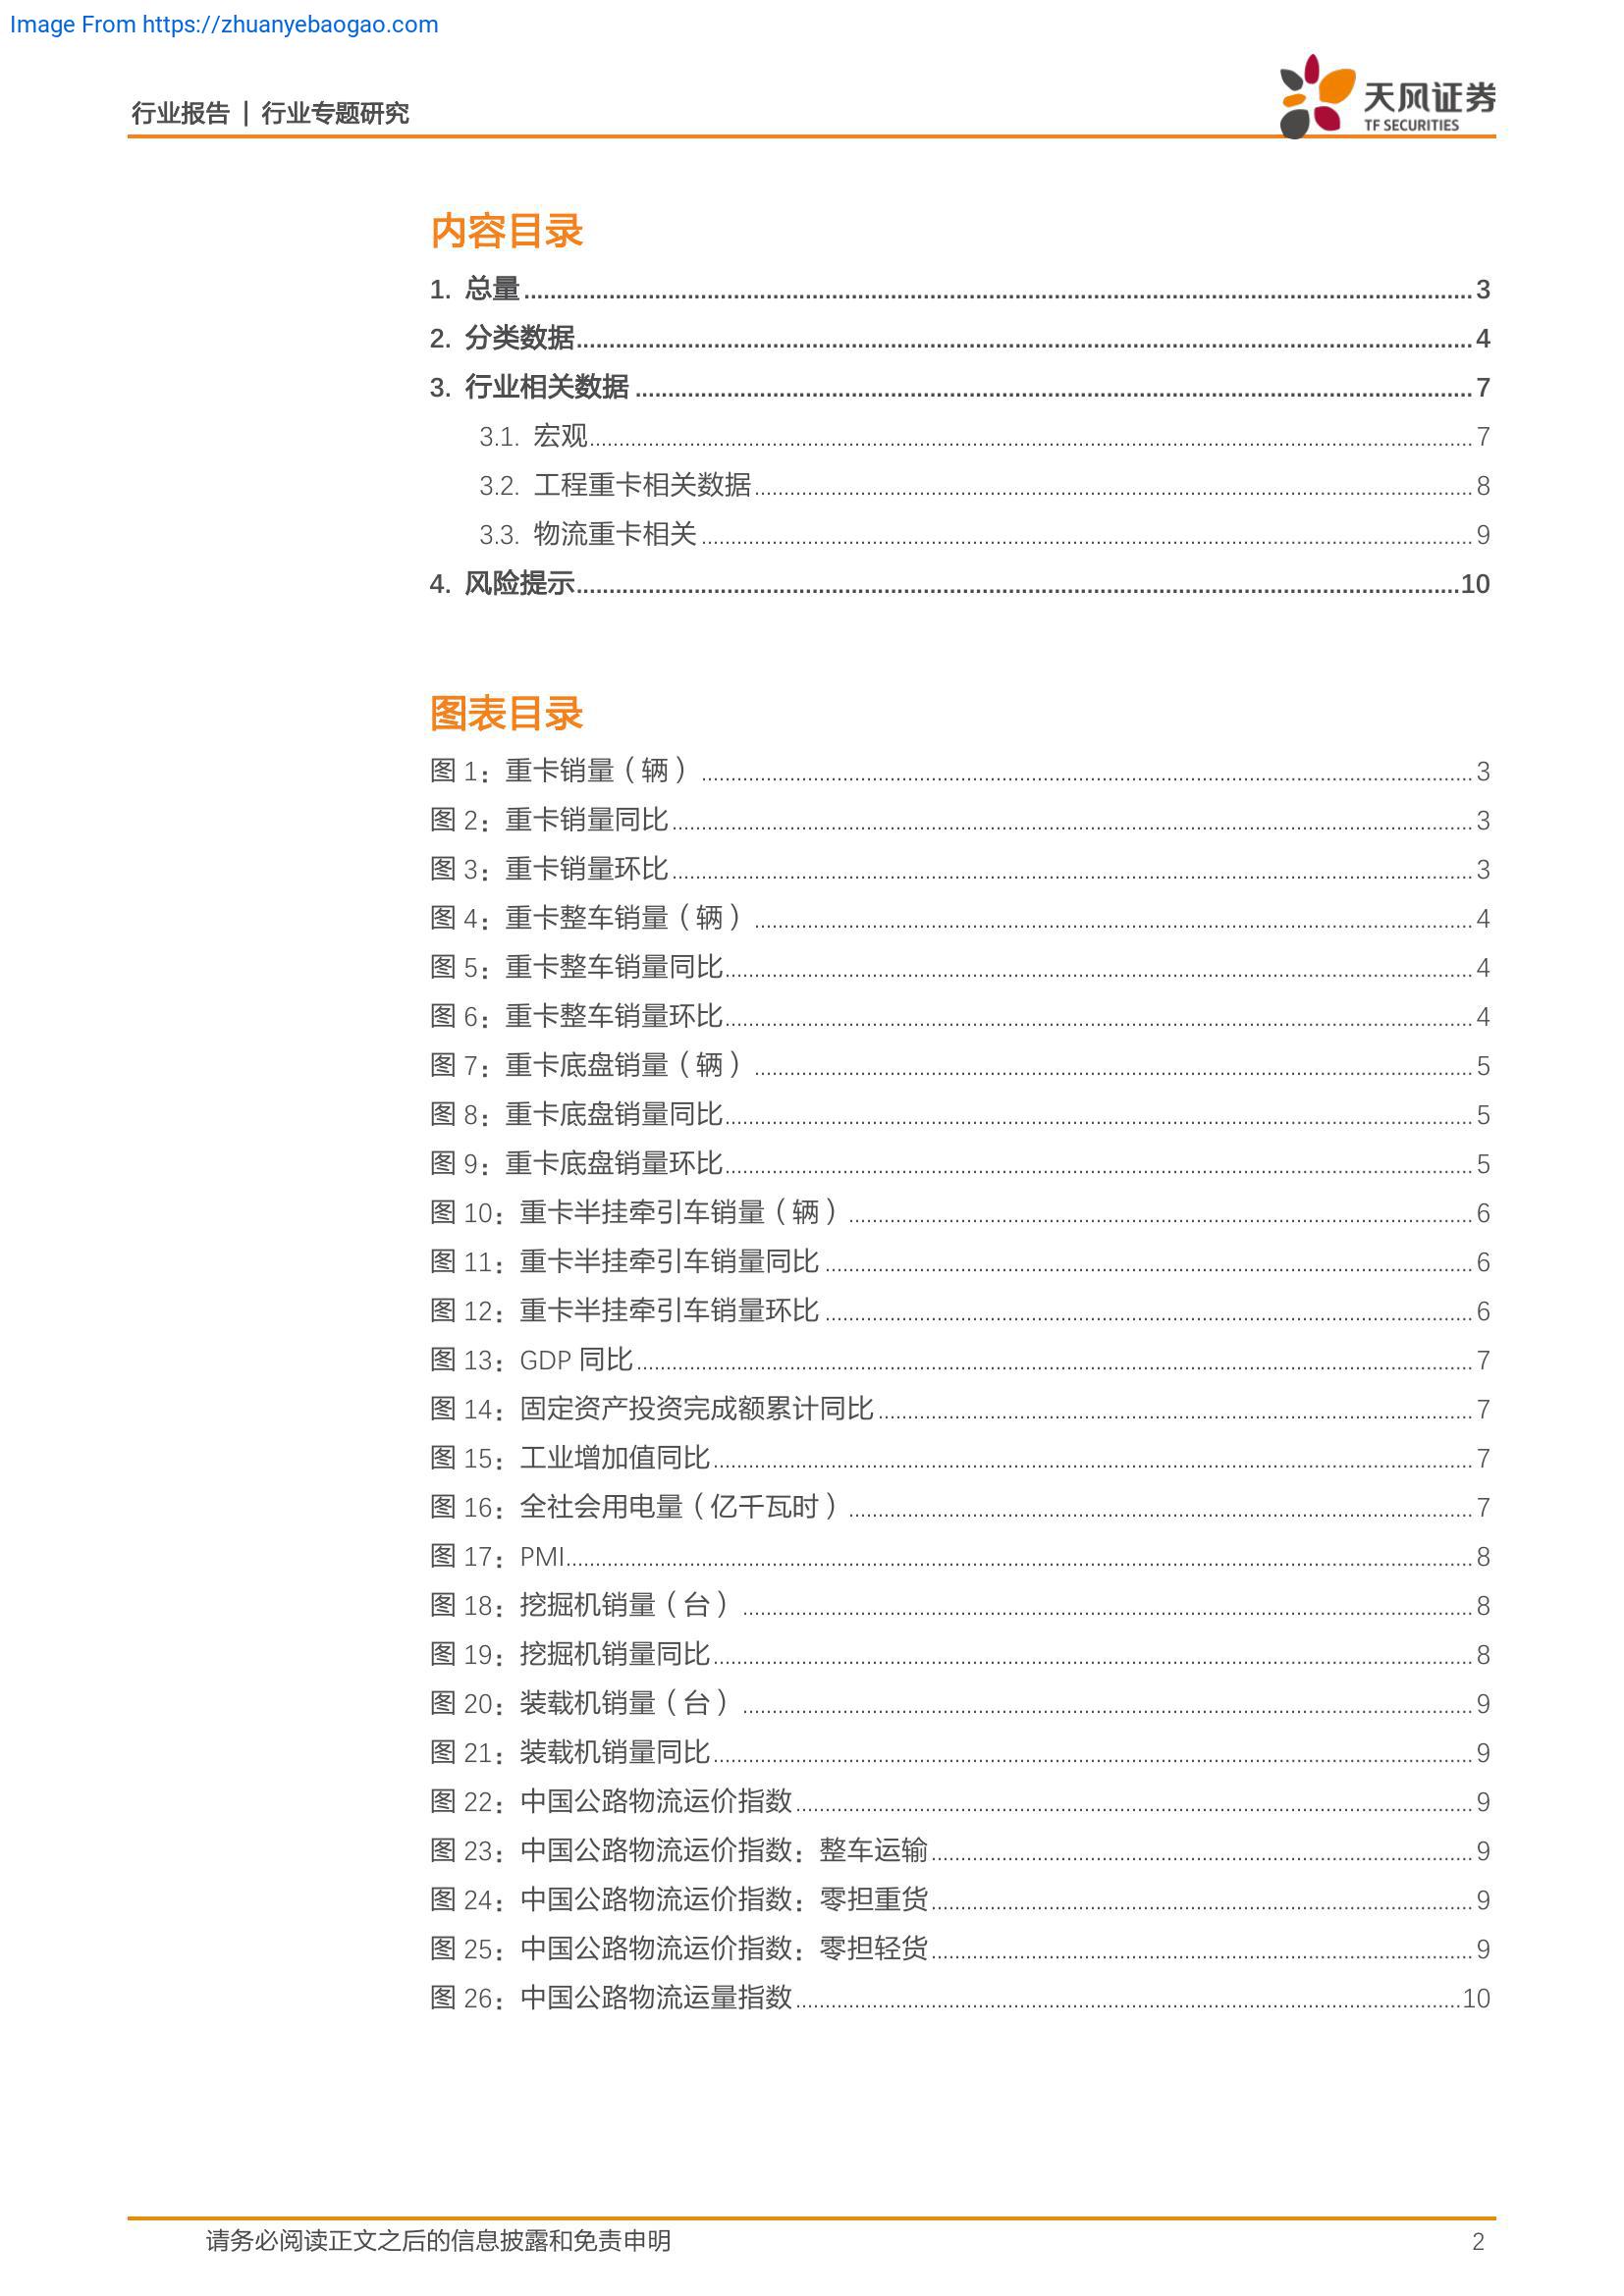 Image From https://zhuanyebaogao.com
行业报告 | 行业专题研究
天风证券
TF SECURITIES
内容目录
1. 总量 3
2. 分类数据 4
3. 行业相关数据 7
3.1. 宏观 7
3.2. 工程重卡相关数据 8
3.3. 物流重卡相关 9
4. 风险提示 10
图表目录
图 1：重卡销量（辆） 3
图 2：重卡销量同比 3
图 3：重卡销量环比 3
图 4：重卡整车销量（辆） 4
图 5：重卡整车销量同比 4
图 6：重卡整车销量环比 4
图 7：重卡底盘销量（辆） 5
图 8：重卡底盘销量同比 5
图 9：重卡底盘销量环比 5
图 10：重卡半挂牵引车销量（辆） 6
图 11：重卡半挂牵引车销量同比 6
图 12：重卡半挂牵引车销量环比 6
图 13：GDP 同比 7
图 14：固定资产投资完成额累计同比 7
图 15：工业增加值同比 7
图 16：全社会用电量（亿千瓦时） 7
图 17：PMI 8
图 18：挖掘机销量（台） 8
图 19：挖掘机销量同比 8
图 20：装载机销量（台） 9
图 21：装载机销量同比 9
图 22：中国公路物流运价指数 9
图 23：中国公路物流运价指数：整车运输 9
图 24：中国公路物流运价指数：零担重货 9
图 25：中国公路物流运价指数：零担轻货 9
图 26：中国公路物流运量指数 10
请务必阅读正文之后的信息披露和免责申明 2